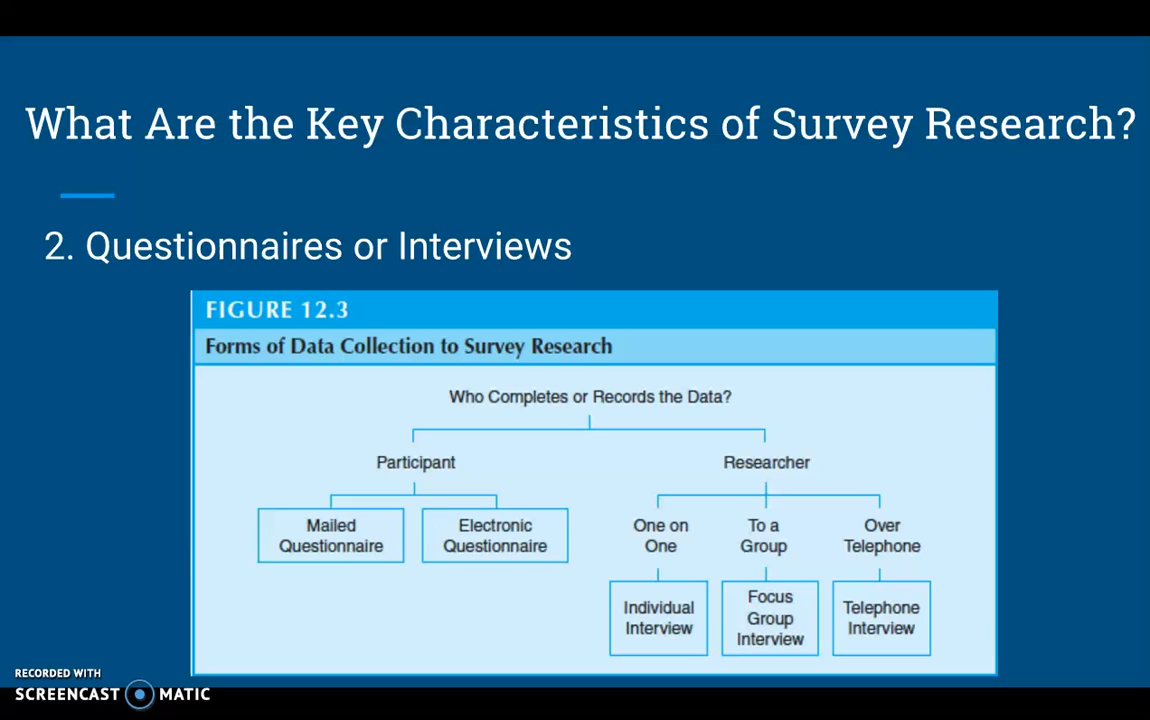 What Are the Key Characteristics of Survey Research?
2. Questionnaires or Interviews
FIGURE 12.3
Forms of Data Collection to Survey Research
Who Completes or Records the Data?
Participant
Researcher
Mailed
Questionnaire
Electronic
Questionnaire
One on
One
To a
Group
Over
Telephone
Individual
Interview
Focus
Group
Interview
Telephone
Interview
RECORDED WITH
SCREENCAST MATIC